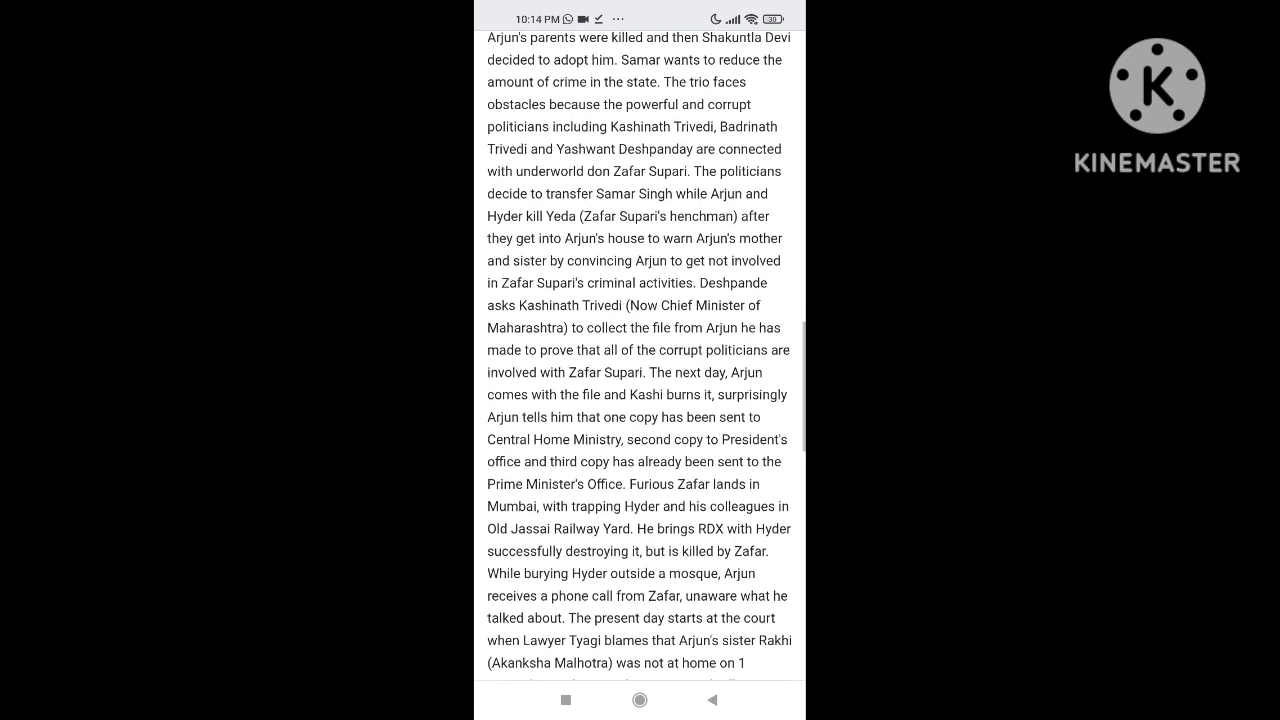 10:14 PM
30
Arjun's parents were killed and then Shakuntla Devi
decided to adopt him. Samar wants to reduce the
amount of crime in the state. The trio faces
obstacles because the powerful and corrupt
politicians including Kashinath Trivedi, Badrinath
Trivedi and Yashwant Deshpanday are connected
with underworld don Zafar Supari. The politicians
decide to transfer Samar Singh while Arjun and
Hyder kill Yeda (Zafar Supari's henchman) after
they get into Arjun's house to warn Arjun's mother
and sister by convincing Arjun to get not involved
in Zafar Supari's criminal activities. Deshpande
asks Kashinath Trivedi (Now Chief Minister of
Maharashtra) to collect the file from Arjun he has
made to prove that all of the corrupt politicians are
involved with Zafar Supari. The next day, Arjun
comes with the file and Kashi burns it, surprisingly
Arjun tells him that one copy has been sent to
Central Home Ministry, second copy to President's
office and third copy has already been sent to the
Prime Minister's Office. Furious Zafar lands in
Mumbai, with trapping Hyder and his colleagues in
Old Jassai Railway Yard. He brings RDX with Hyder
successfully destroying it, but is killed by Zafar.
While burying Hyder outside a mosque, Arjun
receives a phone call from Zafar, unaware what he
talked about. The present day starts at the court
when Lawyer Tyagi blames that Arjun's sister Rakhi
(Akanksha Malhotra) was not at home on 1
K
KINEMASTER